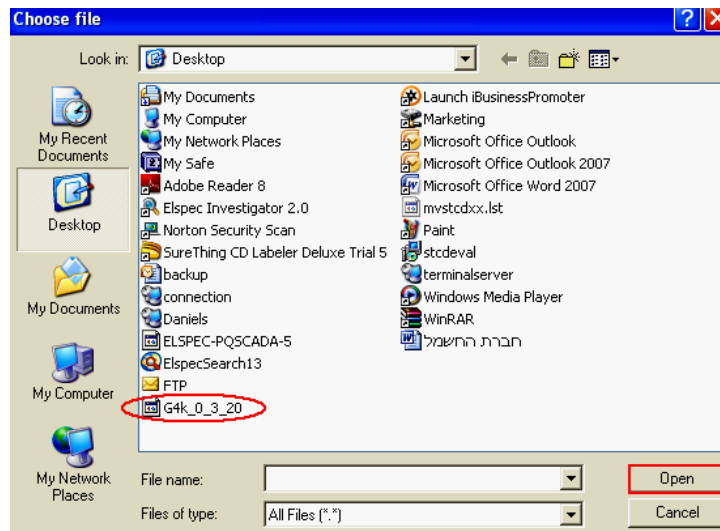 Choose file
Look in: Desktop
My Recent
Documents
Desktop
My Documents
My Computer
My Network
Places
My Documents
My Computer
My Network Places
My Safe
Adobe Reader 8
Elspec Investigator 2.0
Norton Security Scan
SureThing CD Labeler Deluxe Trial 5
backup
connection
Daniels
ELSPEC-PQSCADA-5
ElspecSearch13
FTP
G4k_0_3_20
Launch iBusinessPromoter
Marketing
Microsoft Office Outlook
Microsoft Office Outlook 2007
Microsoft Office Word 2007
mvstcdxx.lst
Paint
stcdeval
terminalserver
Windows Media Player
WinRAR
חברת החשמל
File name:
Open
Files of type: All Files (*.*)
Cancel